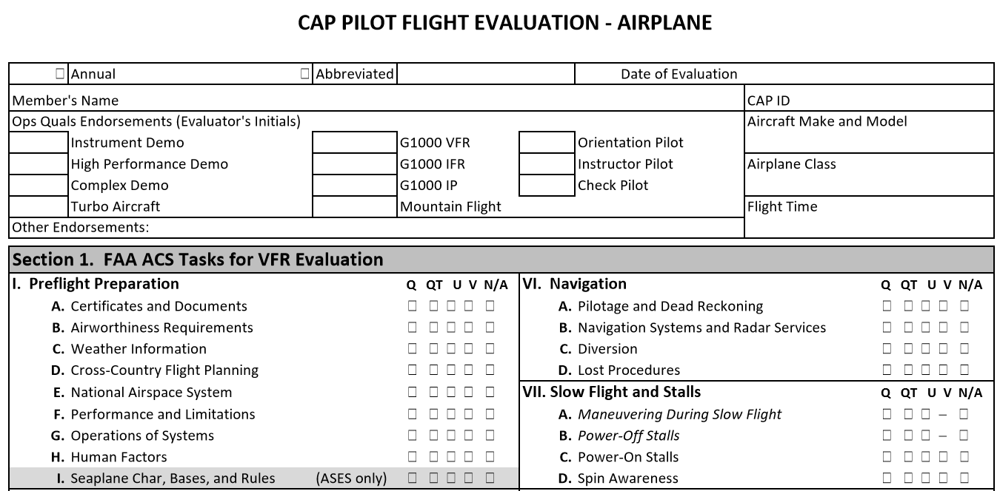 CAP PILOT FLIGHT EVALUATION - AIRPLANE
☐ Annual ☐ Abbreviated Date of Evaluation
Member's Name CAP ID
Ops Quals Endorsements (Evaluator's Initials) Aircraft Make and Model
Instrument Demo G1000 VFR Orientation Pilot
High Performance Demo G1000 IFR Instructor Pilot Airplane Class
Complex Demo G1000 IP Check Pilot
Turbo Aircraft Mountain Flight Flight Time
Other Endorsements:
Section 1. FAA ACS Tasks for VFR Evaluation
I. Preflight Preparation Q QT U V N/A
A. Certificates and Documents ☐ ☐ ☐ ☐ ☐
B. Airworthiness Requirements ☐ ☐ ☐ ☐ ☐
C. Weather Information ☐ ☐ ☐ ☐ ☐
D. Cross-Country Flight Planning ☐ ☐ ☐ ☐ ☐
E. National Airspace System ☐ ☐ ☐ ☐ ☐
F. Performance and Limitations ☐ ☐ ☐ ☐ ☐
G. Operations of Systems ☐ ☐ ☐ ☐ ☐
H. Human Factors ☐ ☐ ☐ ☐ ☐
I. Seaplane Char, Bases, and Rules (ASES only) ☐ ☐ ☐ ☐ ☐
VI. Navigation Q QT U V N/A
A. Pilotage and Dead Reckoning ☐ ☐ ☐ ☐ ☐
B. Navigation Systems and Radar Services ☐ ☐ ☐ ☐ ☐
C. Diversion ☐ ☐ ☐ ☐ ☐
D. Lost Procedures ☐ ☐ ☐ ☐ ☐
VII. Slow Flight and Stalls Q QT U V N/A
A. Maneuvering During Slow Flight ☐ ☐ ☐ – ☐
B. Power-Off Stalls ☐ ☐ ☐ – ☐
C. Power-On Stalls ☐ ☐ ☐ ☐ ☐
D. Spin Awareness ☐ ☐ ☐ ☐ ☐